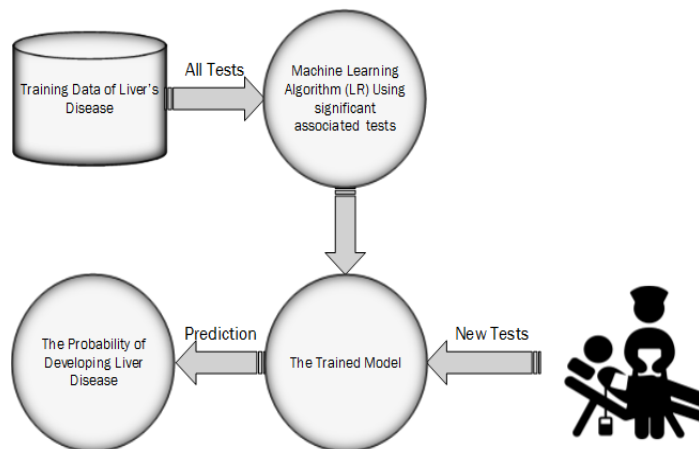 Training Data of Liver's
Disease
All Tests
Machine Learning
Algorithm (LR) Using
significant
associated tests
The Probability of
Developing Liver
Disease
Prediction
The Trained Model
New Tests